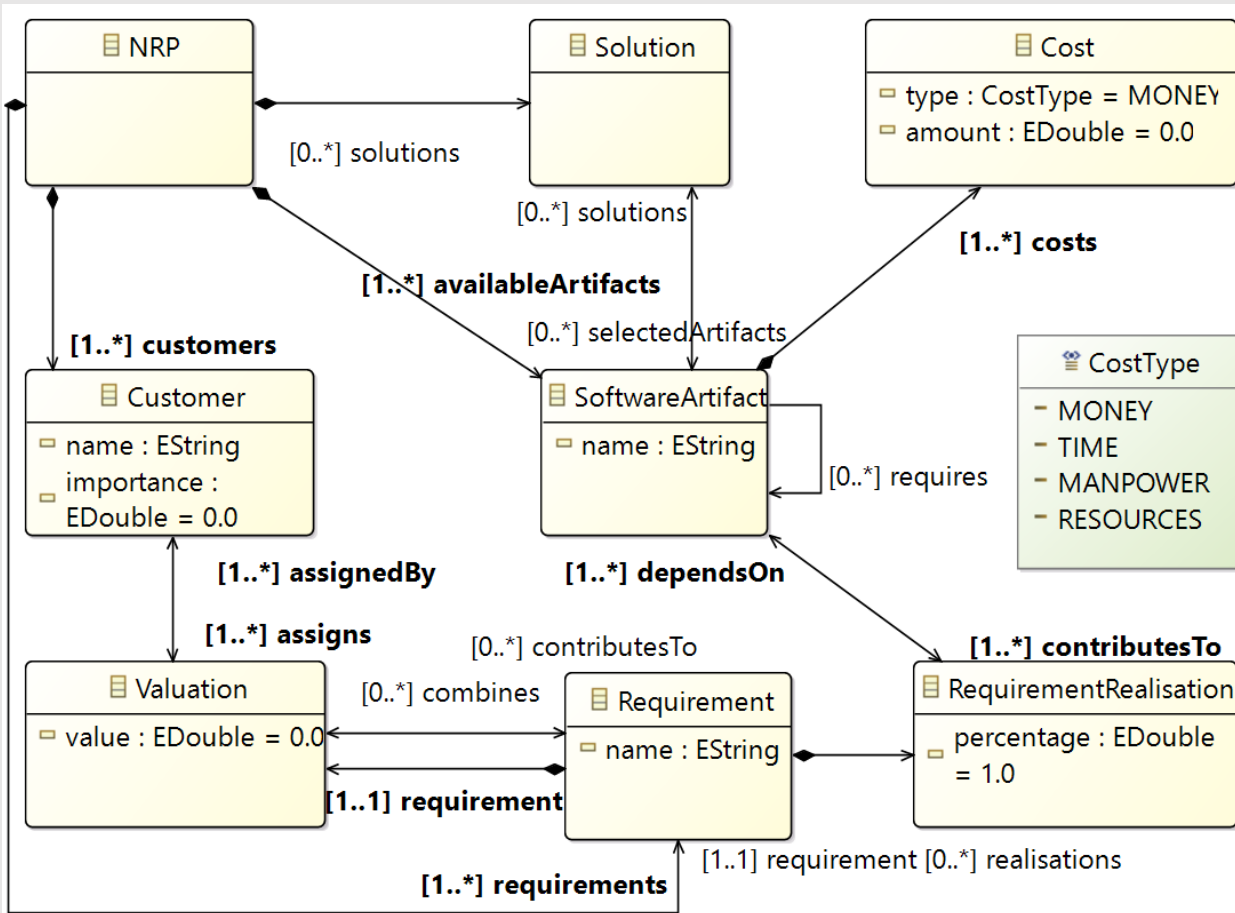 NRP
Solution
Cost
type : CostType = MONEY
amount : EDouble = 0.0
[0..*] solutions
[0..*] solutions
[1..*] costs
[1..*] availableArtifacts
[0..*] selectedArtifacts
[1..*] customers
Customer
name : EString
importance :
EDouble = 0.0
SoftwareArtifact
name : EString
[0..*] requires
CostType
MONEY
TIME
MANPOWER
RESOURCES
[1..*] assignedBy
[1..*] dependsOn
[1..*] assigns
[0..*] contributesTo
[1..*] contributesTo
Valuation
value : EDouble = 0.0
[0..*] combines
Requirement
name : EString
RequirementRealisation
percentage : EDouble
= 1.0
[1..1] requirement
[1..1] requirement [0..*] realisations
[1..*] requirements